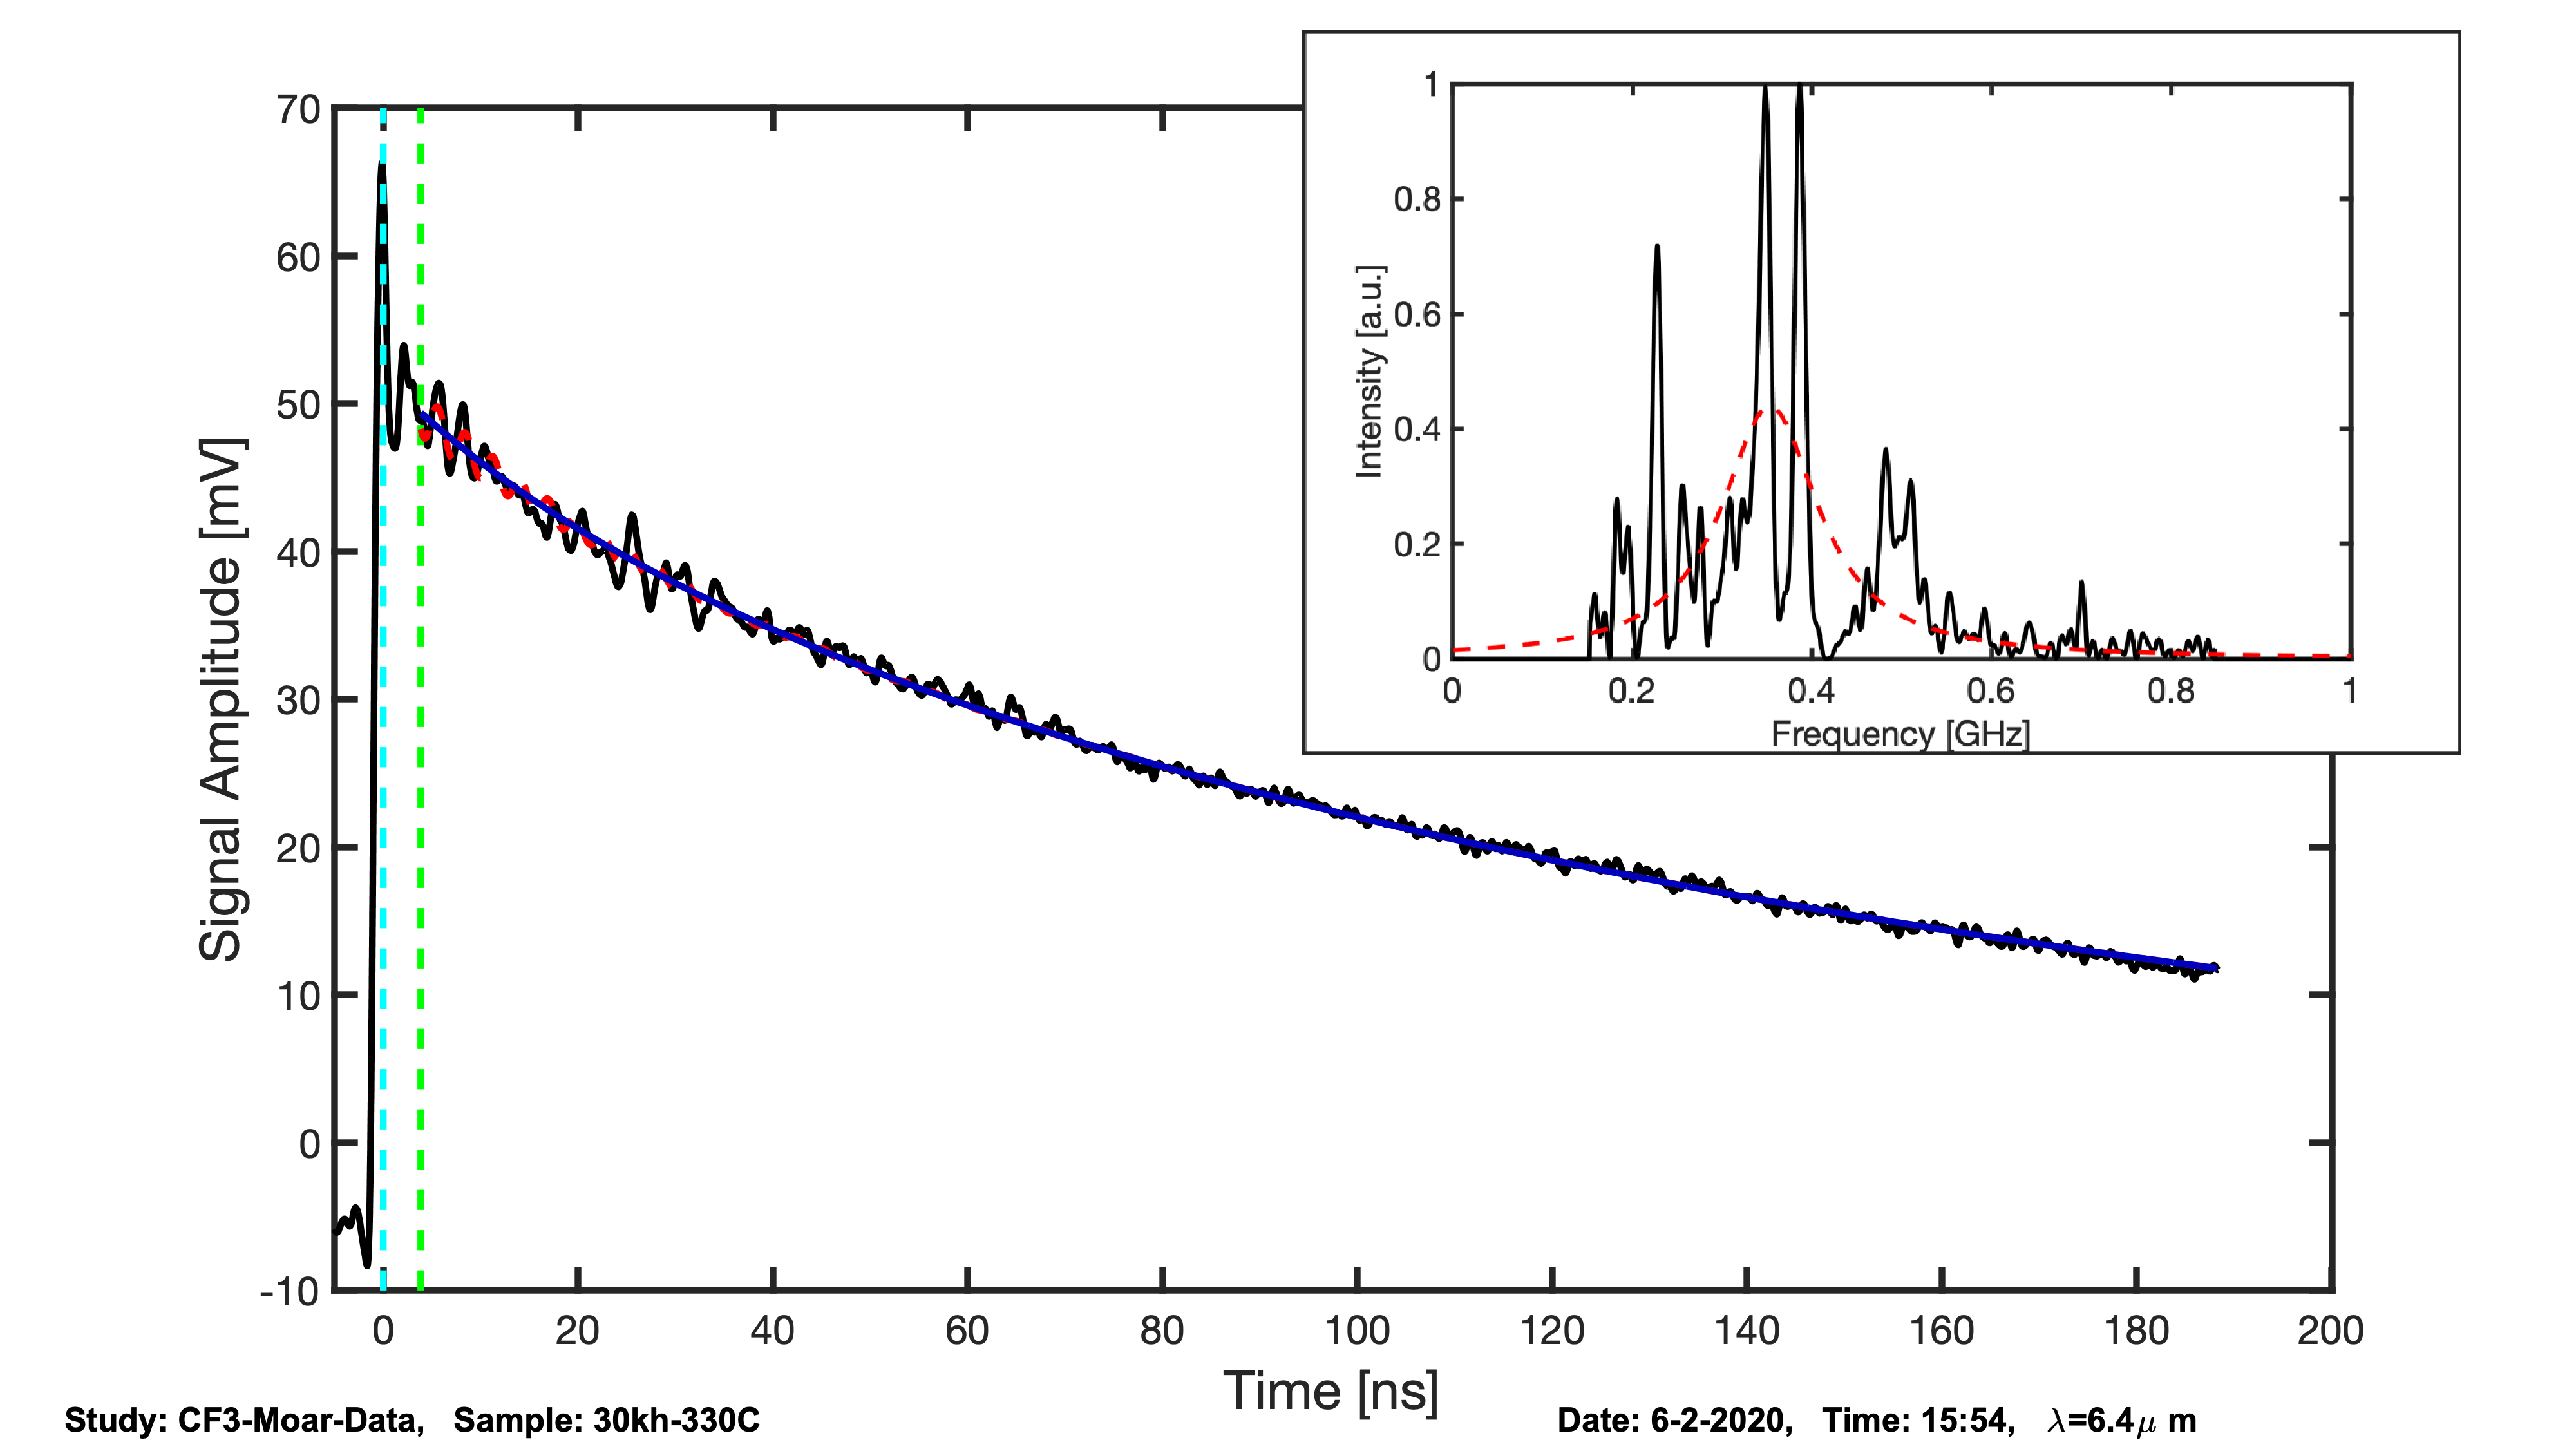 1
0.8
0.6
0.4
0.2
0
Intensity [a.u.]
0 0.2 0.4 0.6 0.8 1
Frequency [GHz]
70
60
50
40
30
20
10
0
-10
Signal Amplitude [mV]
0 20 40 60 80 100 120 140 160 180 200
Time [ns]
Study: CF3-Moar-Data, Sample: 30kh-330C
Date: 6-2-2020, Time: 15:54, λ=6.4μ m